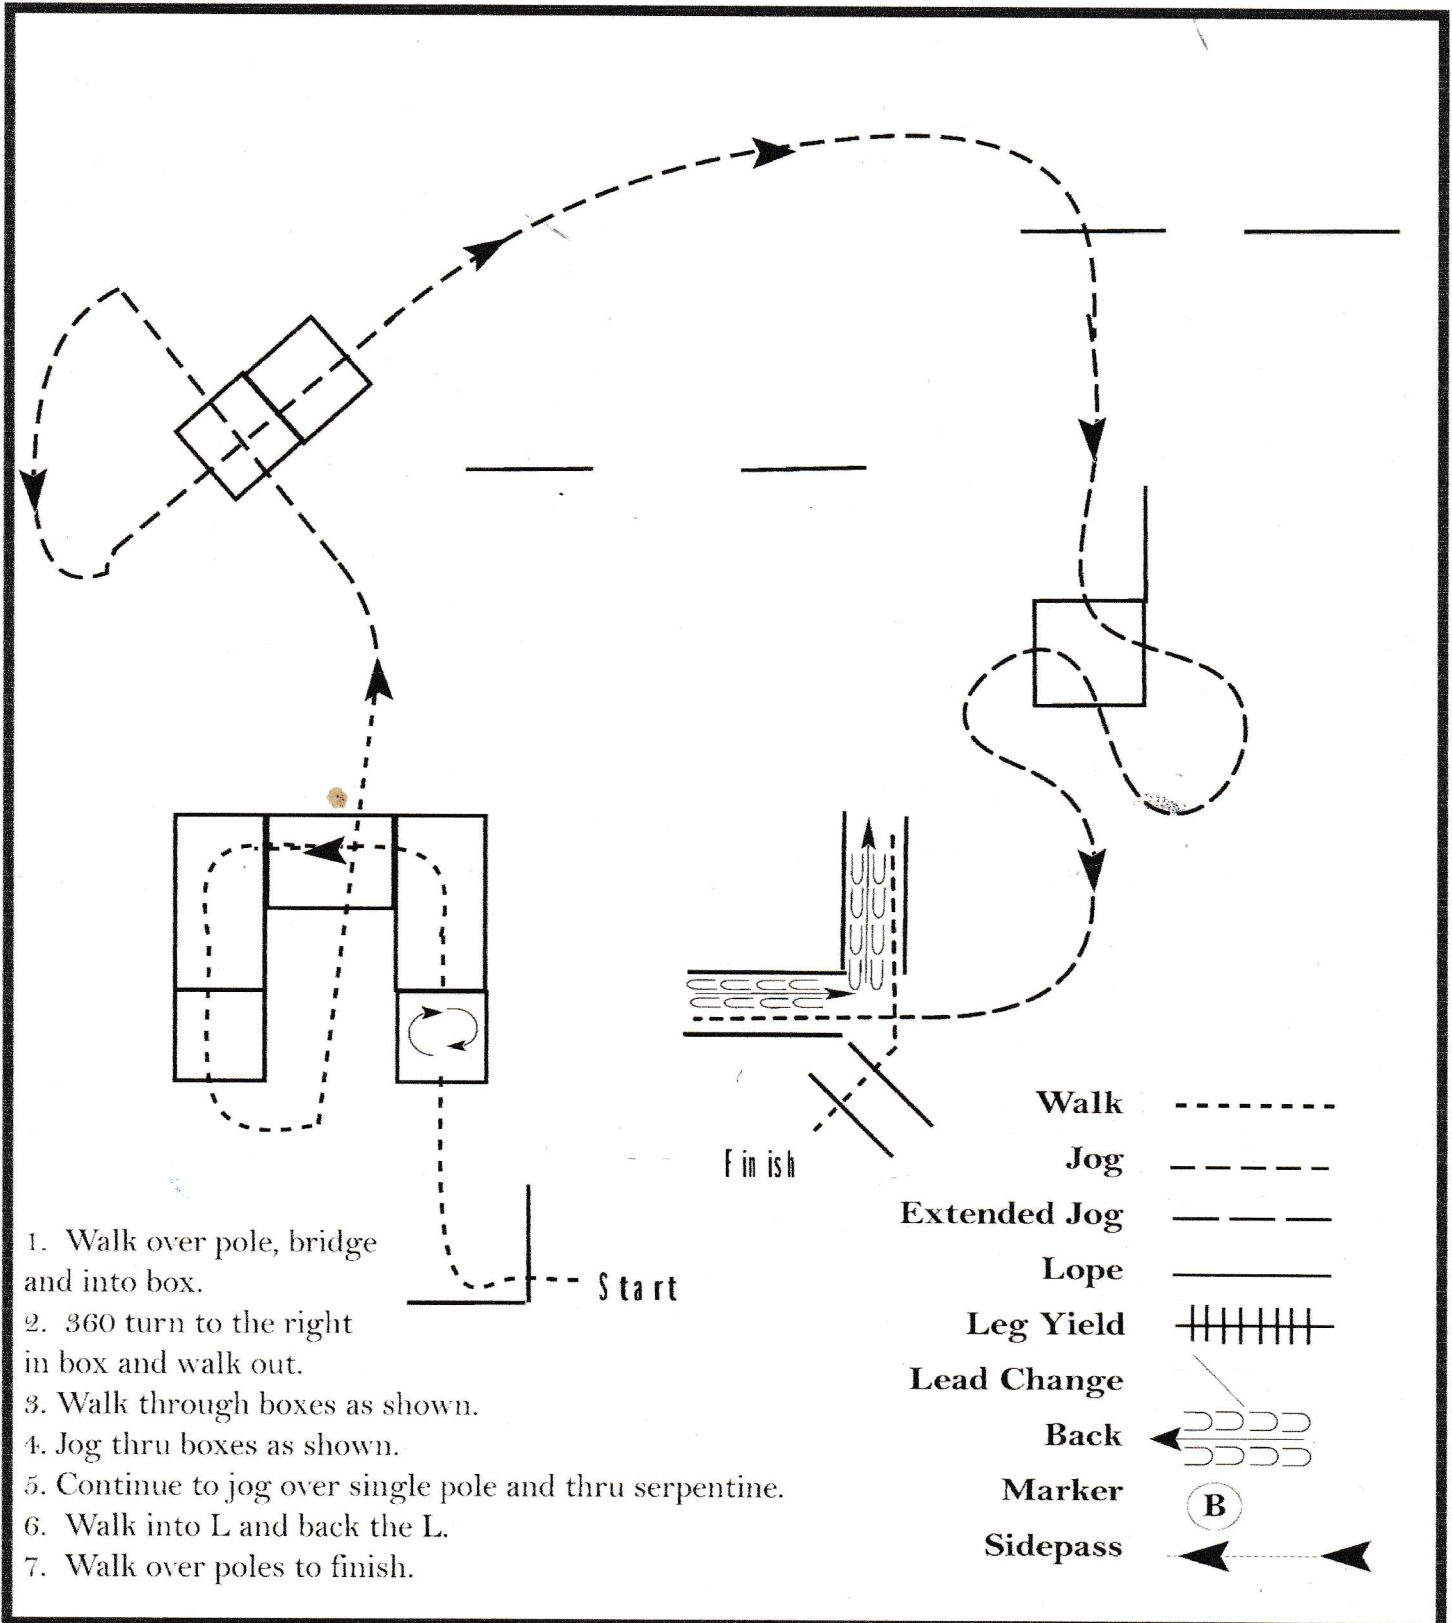 Finish
Start
1. Walk over pole, bridge
and into box.
2. 360 turn to the right
in box and walk out.
3. Walk through boxes as shown.
4. Jog thru boxes as shown.
5. Continue to jog over single pole and thru serpentine.
6. Walk into L and back the L.
7. Walk over poles to finish.
Walk
Jog
Extended Jog
Lope
Leg Yield
Lead Change
Back
Marker B
Sidepass